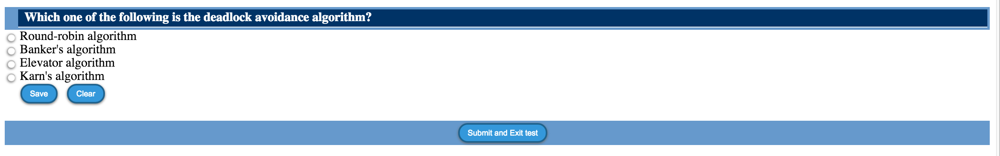 Which one of the following is the deadlock avoidance algorithm?
Round-robin algorithm
Banker's algorithm
Elevator algorithm
Karn's algorithm
Save Clear
Submit and Exit test